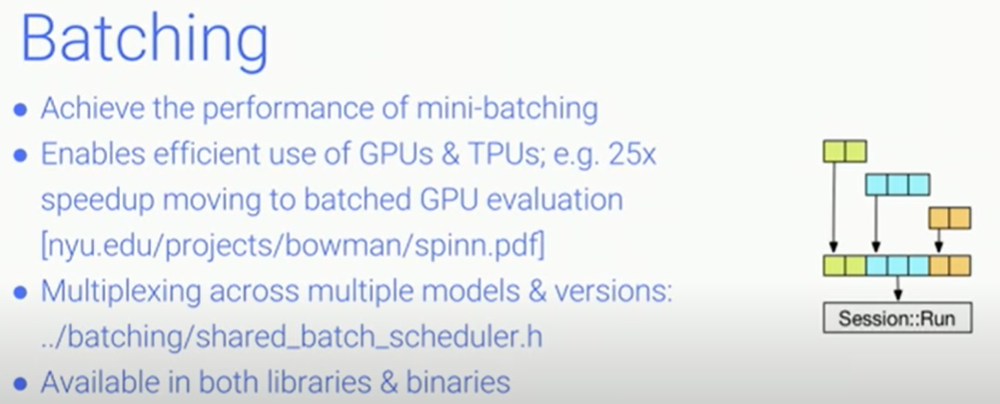 Batching
● Achieve the performance of mini-batching
● Enables efficient use of GPUs & TPUs; e.g. 25x
speedup moving to batched GPU evaluation
[nyu.edu/projects/bowman/spinn.pdf]
● Multiplexing across multiple models & versions:
../batching/shared_batch_scheduler.h
● Available in both libraries & binaries
Session::Run